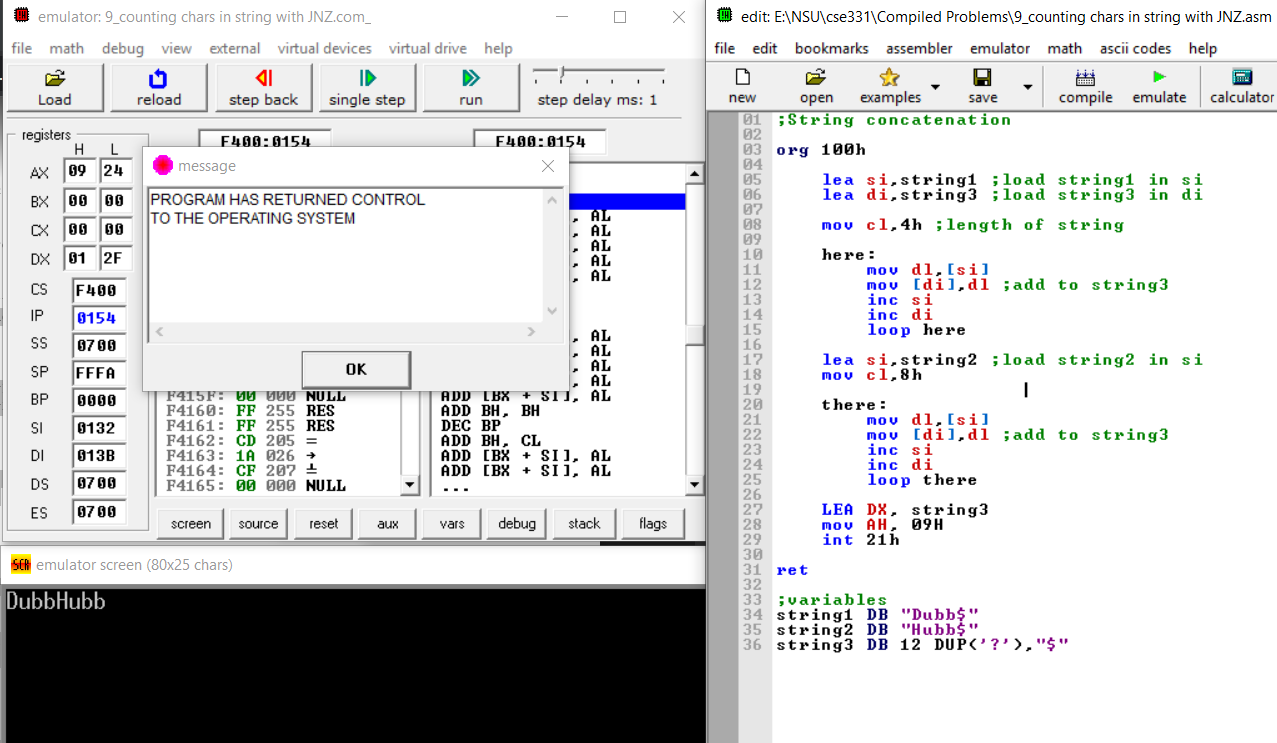 emulator: 9_counting chars in string with JNZ.com_
file math debug view external virtual devices virtual drive help
Load reload step back single step run step delay ms: 1
registers
H L
F400:0154 F400:0154
AX 09 24
BX 00 00
CX 00 00
DX 01 2F
CS F400
IP 0154
SS 0700
SP FFFA
BP 0000
SI 0132
DI 013B
DS 0700
ES 0700
message
PROGRAM HAS RETURNED CONTROL
TO THE OPERATING SYSTEM
OK
, AL
, AL
, AL
, AL
, AL
, AL
, AL
, AL
, AL
F415F: 00 000 NULL ADD [BX + SI], AL
F4160: FF 255 RES ADD BH, BH
F4161: FF 255 RES DEC BP
F4162: CD 205 = ADD BH, CL
F4163: 1A 026 → ADD [BX + SI], AL
F4164: CF 207 ╧ ADD [BX + SI], AL
F4165: 00 000 NULL ...
screen source reset aux vars debug stack flags
SCR emulator screen (80x25 chars)
DubbHubb
edit: E:\NSU\cse331\Compiled Problems\9_counting chars in string with JNZ.asm
file edit bookmarks assembler emulator math ascii codes help
new open examples save compile emulate calculator
01 ;String concatenation
02
03 org 100h
04
05 lea si,string1 ;load string1 in si
06 lea di,string3 ;load string3 in di
07
08 mov cl,4h ;length of string
09
10 here:
11 mov dl,[si]
12 mov [di],dl ;add to string3
13 inc si
14 inc di
15 loop here
16
17 lea si,string2 ;load string2 in si
18 mov cl,8h
19
20 there:
21 mov dl,[si]
22 mov [di],dl ;add to string3
23 inc si
24 inc di
25 loop there
26
27 LEA DX, string3
28 mov AH, 09H
29 int 21h
30
31 ret
32
33 ;variables
34 string1 DB "Dubb$"
35 string2 DB "Hubb$"
36 string3 DB 12 DUP('?'),"$"